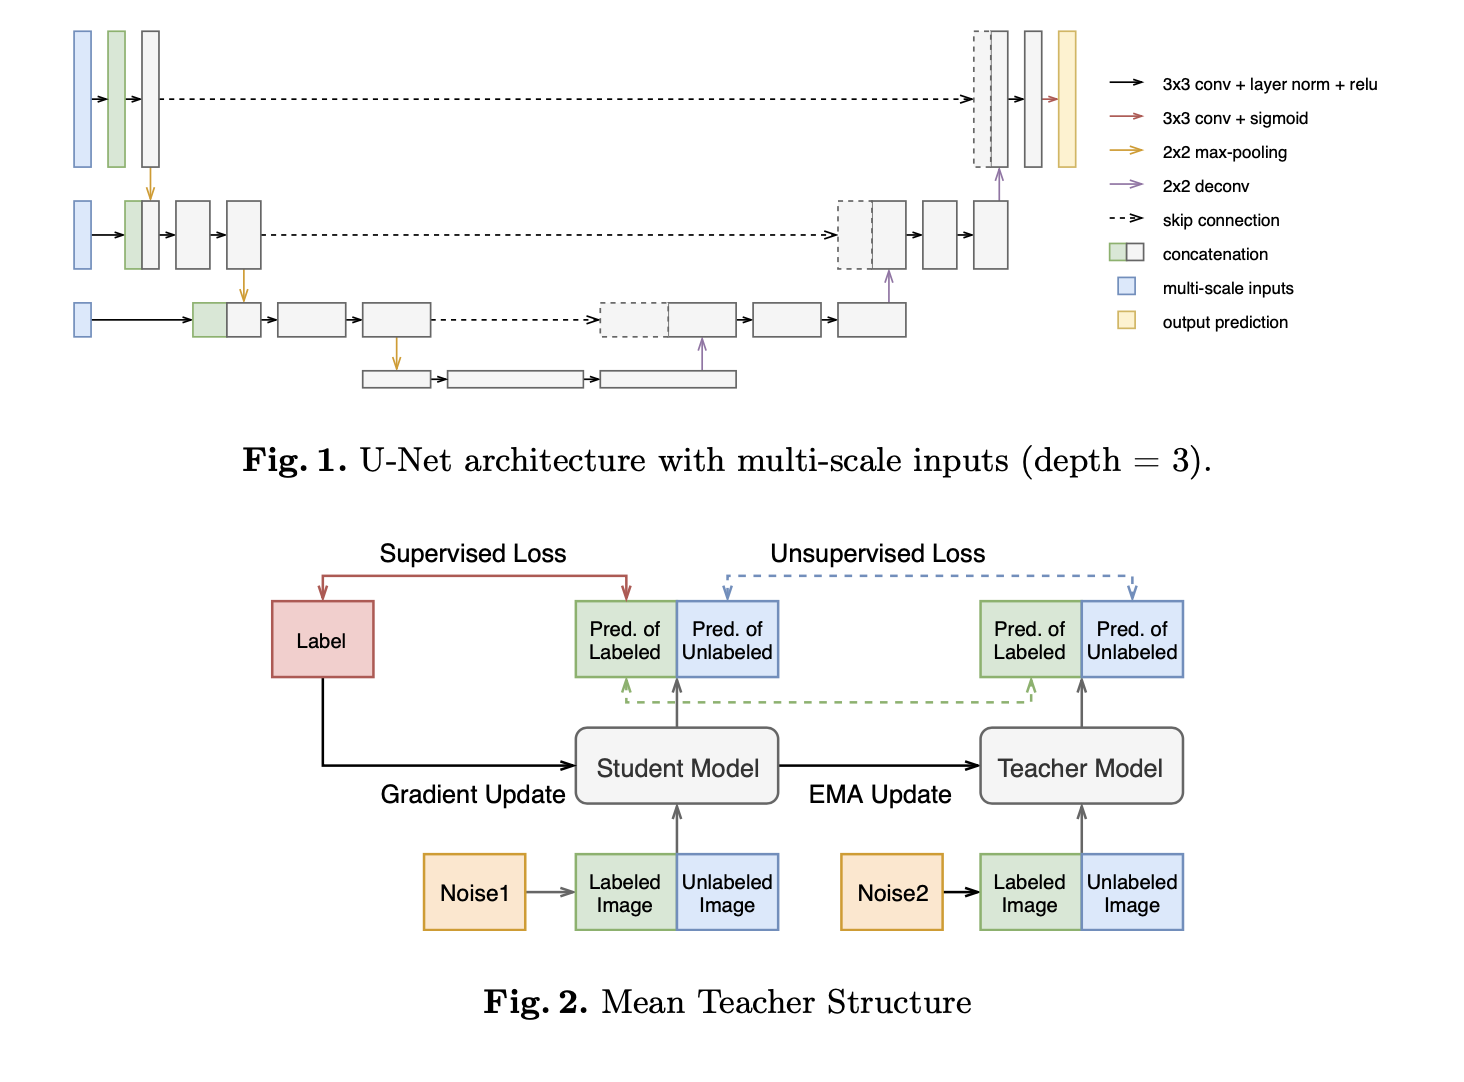 3x3 conv + layer norm + relu
3x3 conv + sigmoid
2x2 max-pooling
2x2 deconv
skip connection
concatenation
multi-scale inputs
output prediction
Fig. 1. U-Net architecture with multi-scale inputs (depth = 3).
Supervised Loss
Unsupervised Loss
Label
Pred. of
Labeled
Pred. of
Unlabeled
Pred. of
Labeled
Pred. of
Unlabeled
Student Model
Teacher Model
Gradient Update
EMA Update
Noise1
Labeled
Image
Unlabeled
Image
Noise2
Labeled
Image
Unlabeled
Image
Fig. 2. Mean Teacher Structure